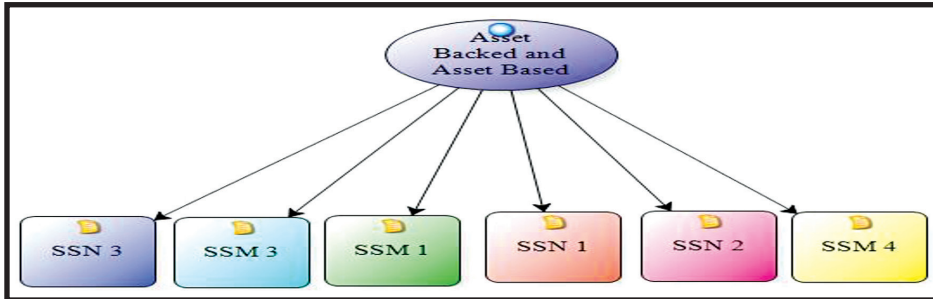 Asset
Backed and
Asset Based
SSN 3
SSM 3
SSM 1
SSN 1
SSN 2
SSM 4